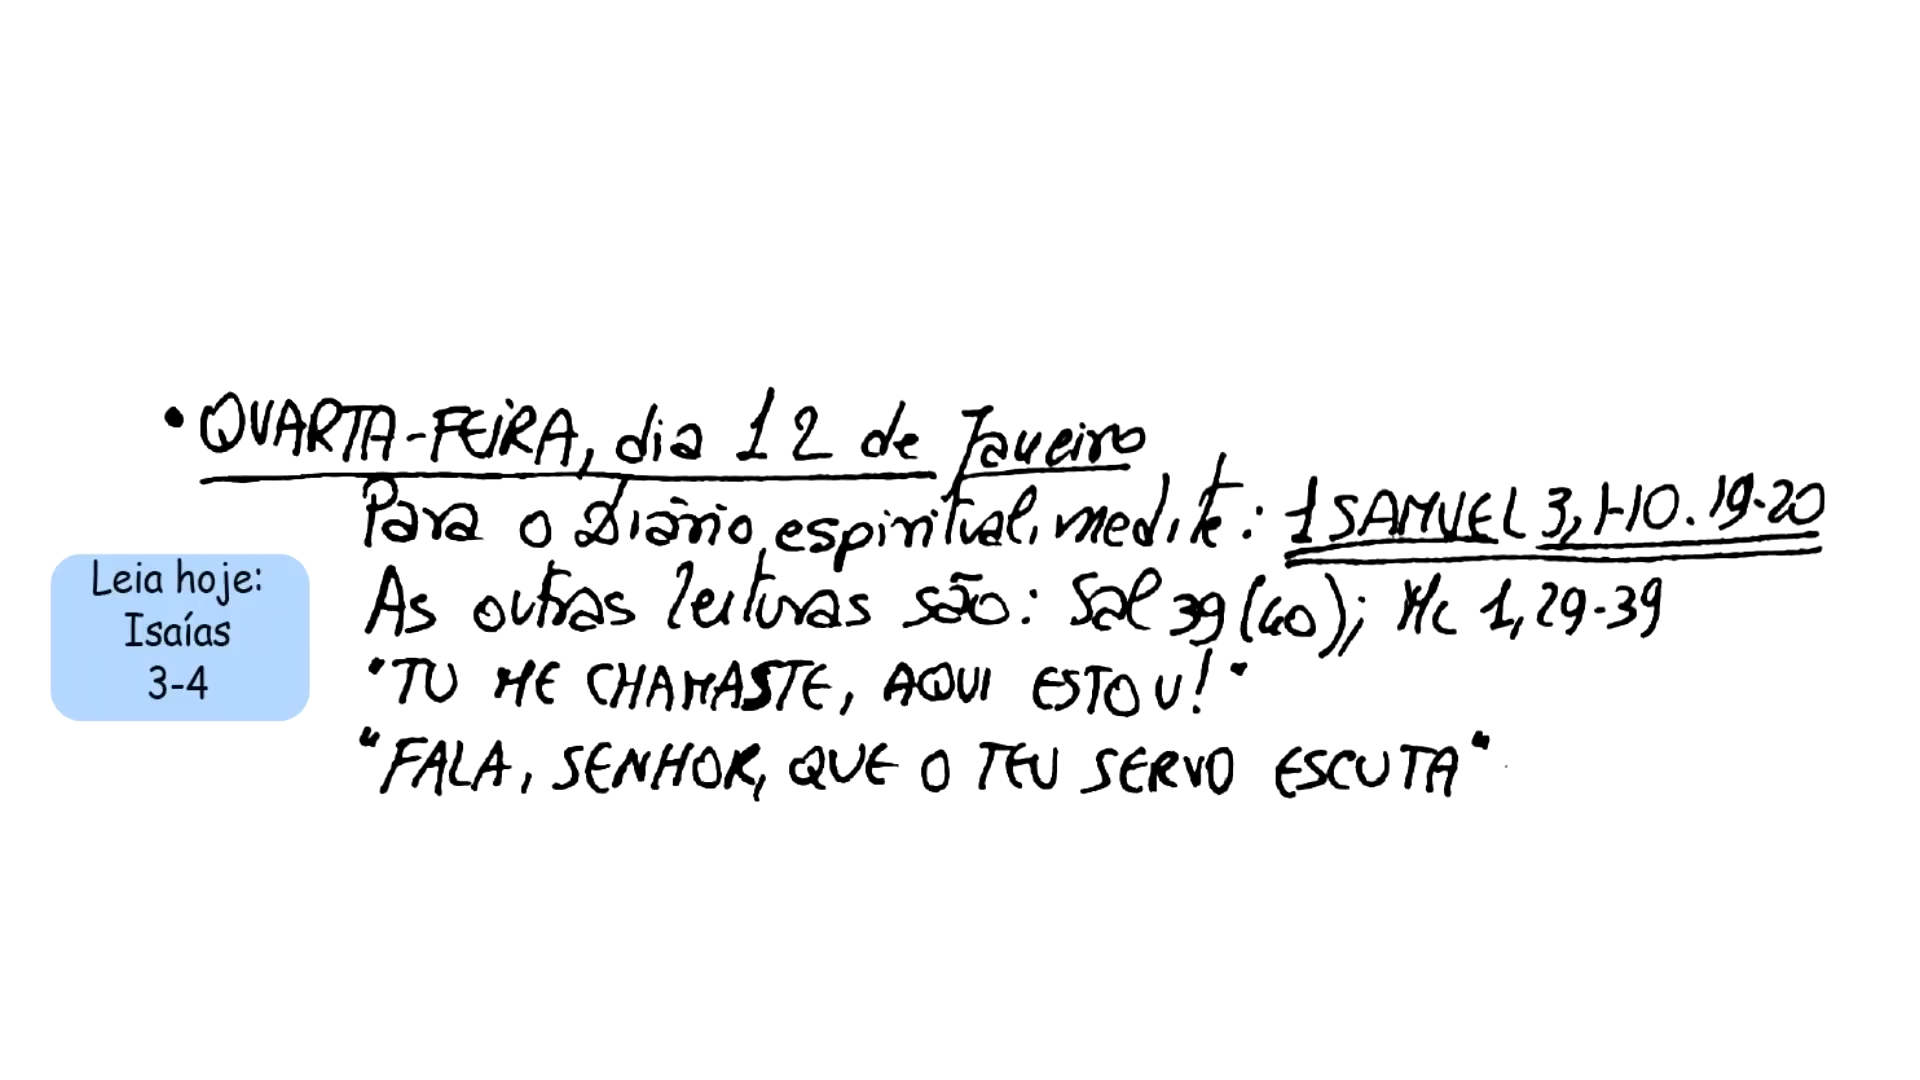 • QUARTA-FEIRA, dia 12 de Janeiro
Para o Diário espiritual, medite: 1 SAMUEL 3,1-10. 19-20
As outras leituras são: Sal 39 (40); Mc 1, 29-39
"TU ME CHAMASTE, AQUI ESTOU!"
"FALA, SENHOR, QUE O TEU SERVO ESCUTA"
Leia hoje:
Isaías
3-4